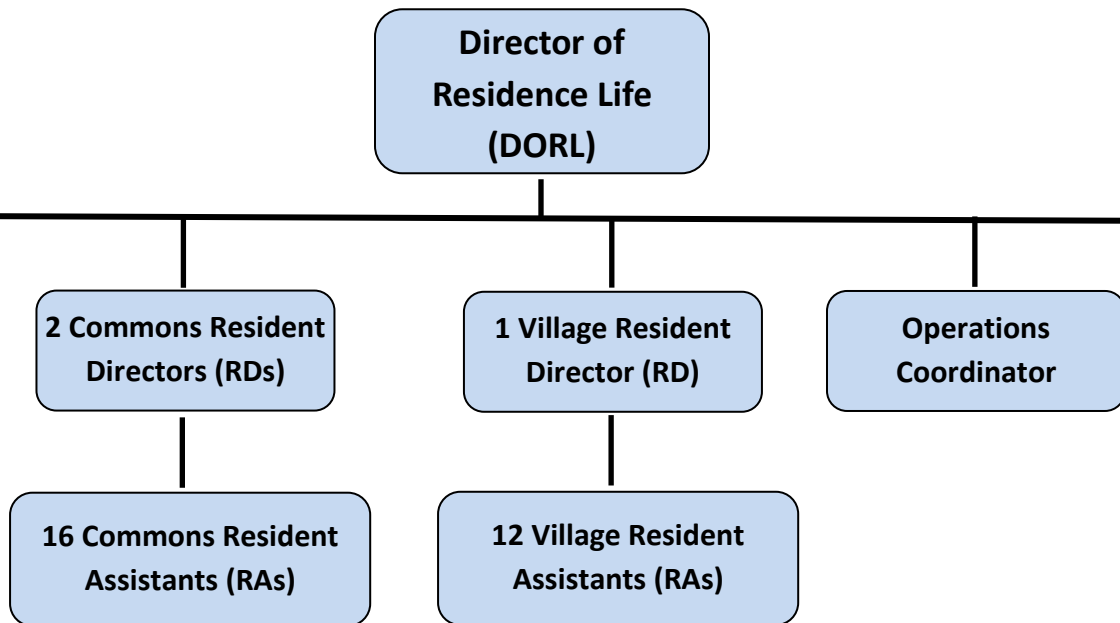 Director of
Residence Life
(DORL)
2 Commons Resident
Directors (RDs)
1 Village Resident
Director (RD)
Operations
Coordinator
16 Commons Resident
Assistants (RAs)
12 Village Resident
Assistants (RAs)